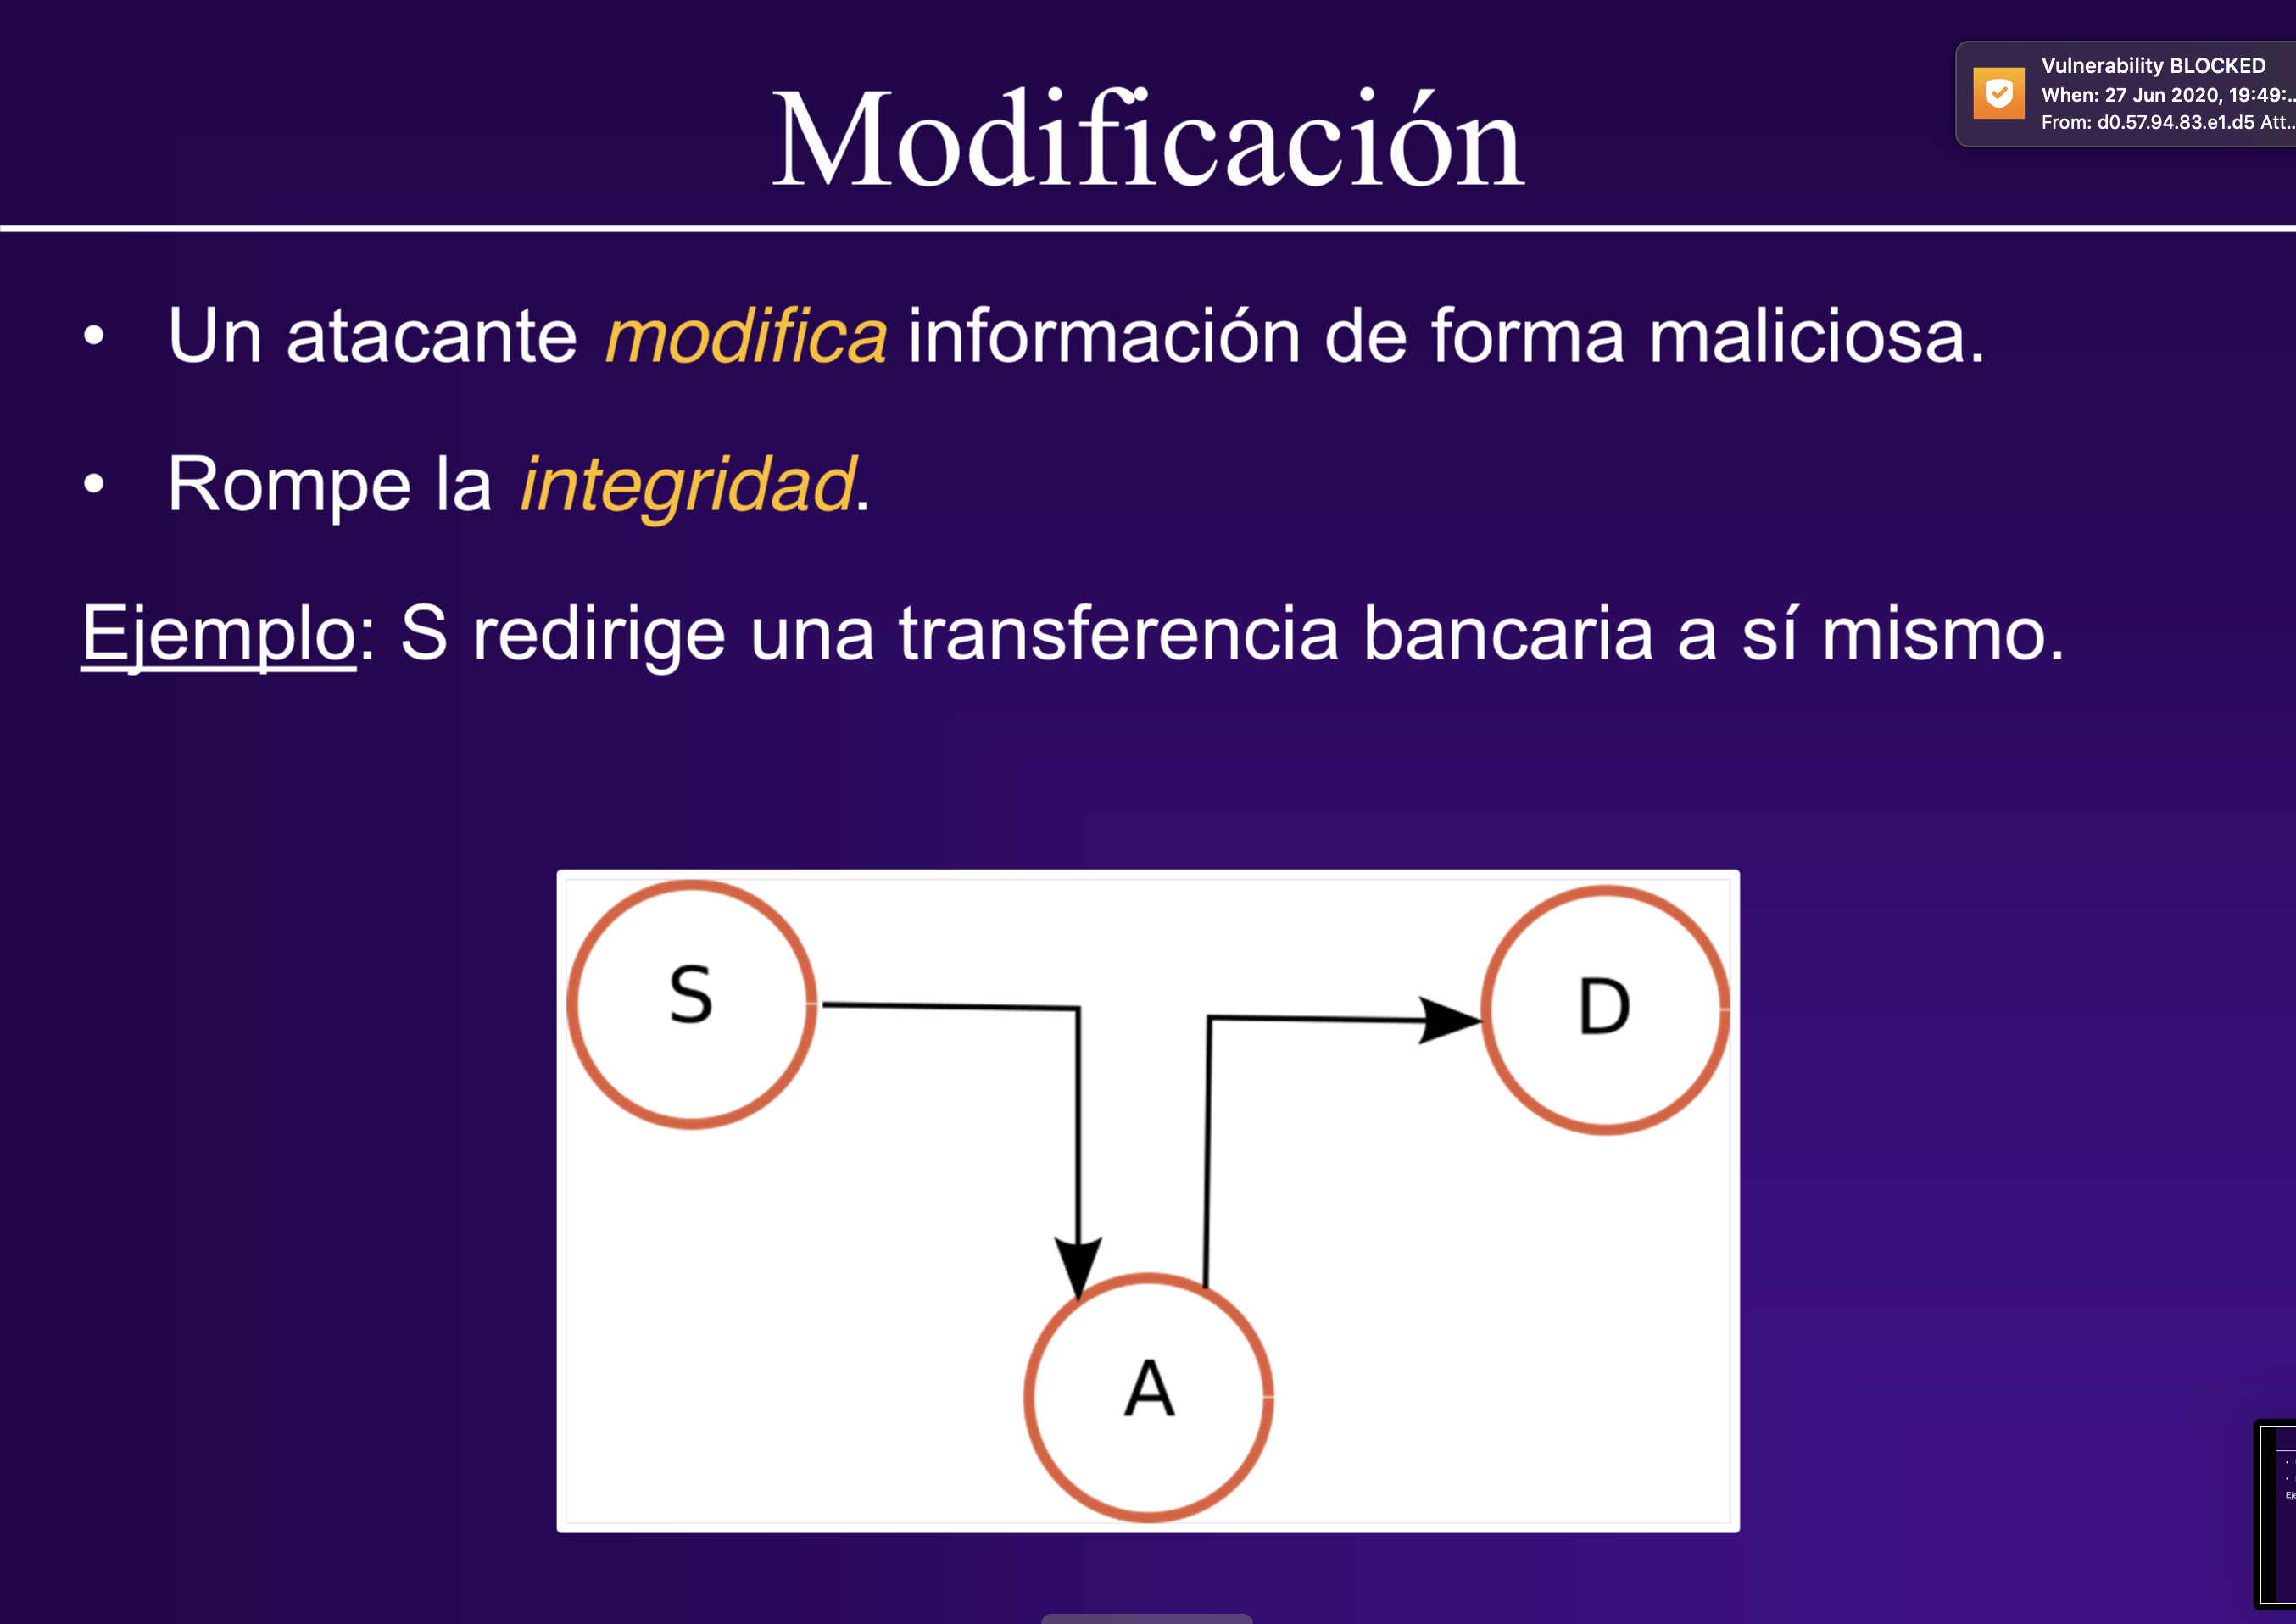 Modificación
Vulnerability BLOCKED
When: 27 Jun 2020, 19:49:...
From: d0.57.94.83.e1.d5 Att...
• Un atacante modifica información de forma maliciosa.
• Rompe la integridad.
Ejemplo: S redirige una transferencia bancaria a sí mismo.
S
D
A